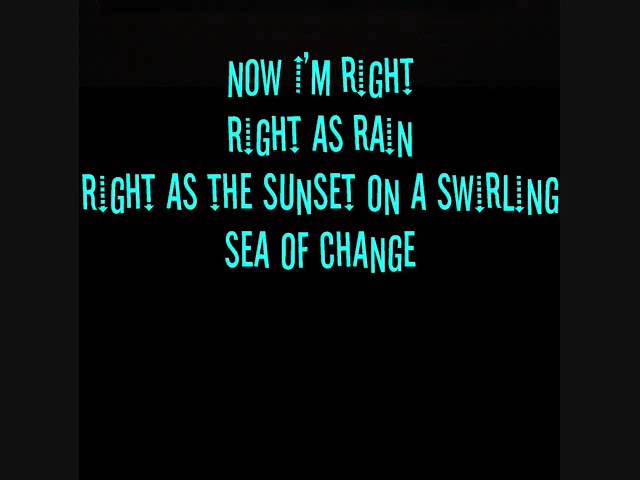 NOW I'M RIGHT
RIGHT AS RAIN
RIGHT AS THE SUNSET ON A SWIRLING
SEA OF CHANGE